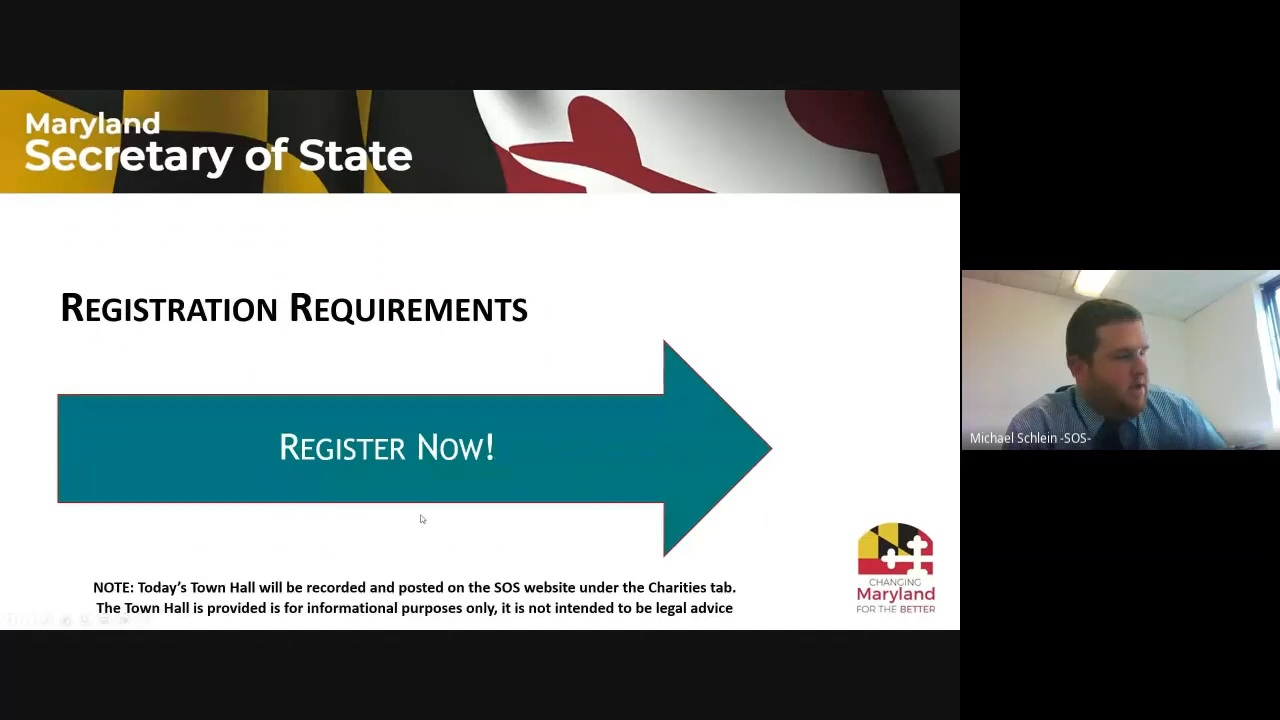 Maryland
Secretary of State
REGISTRATION REQUIREMENTS
REGISTER NOW!
NOTE: Today's Town Hall will be recorded and posted on the SOS website under the Charities tab.
The Town Hall is provided is for informational purposes only, it is not intended to be legal advice
CHANGING
Maryland
FOR THE BETTER
Michael Schlein -SOS-